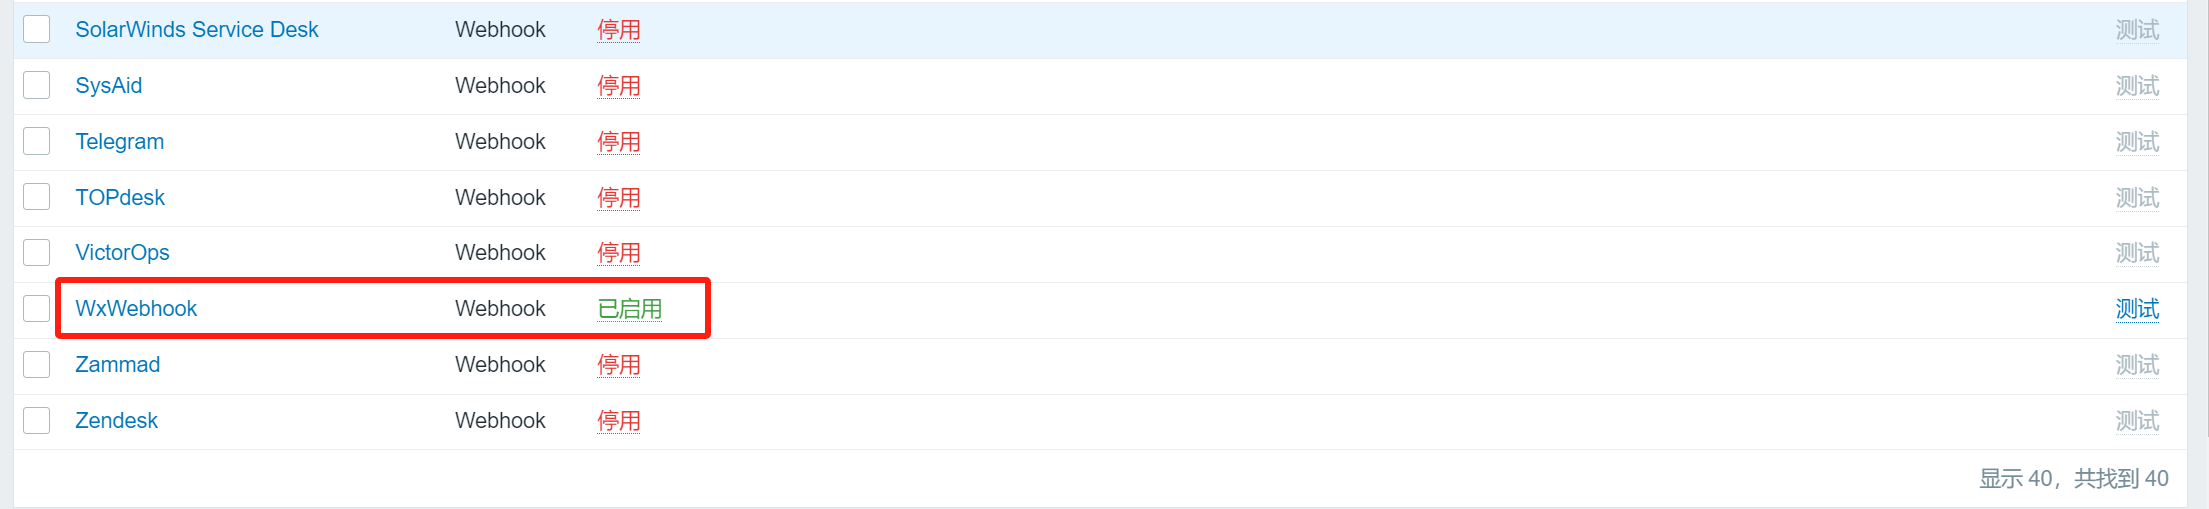 SolarWinds Service Desk Webhook 停用 测试
SysAid Webhook 停用 测试
Telegram Webhook 停用 测试
TOPdesk Webhook 停用 测试
VictorOps Webhook 停用 测试
WxWebhook Webhook 已启用 测试
Zammad Webhook 停用 测试
Zendesk Webhook 停用 测试
显示 40，共找到 40